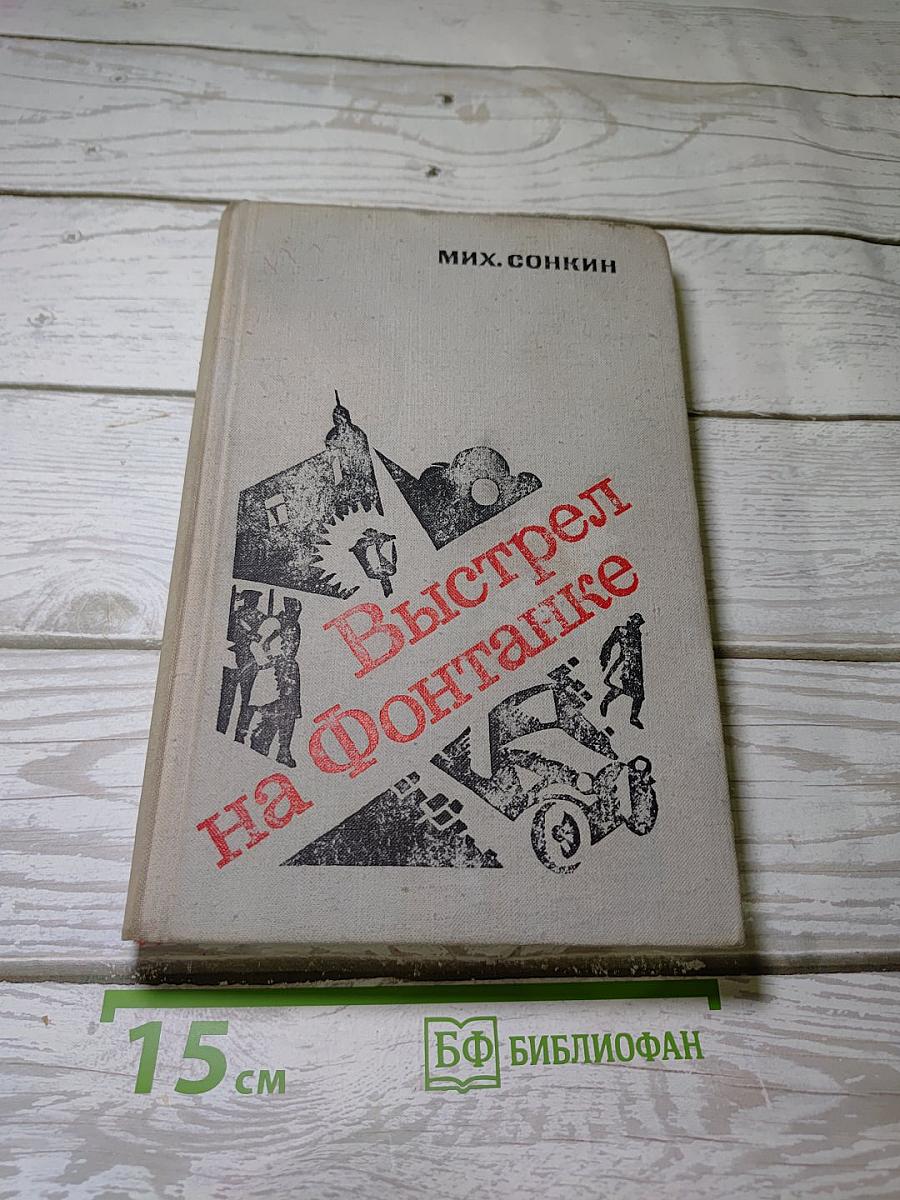 МИХ. СОНКИН
Выстрел
на Фонтанке
15 см
БФ БИБЛИОФАН